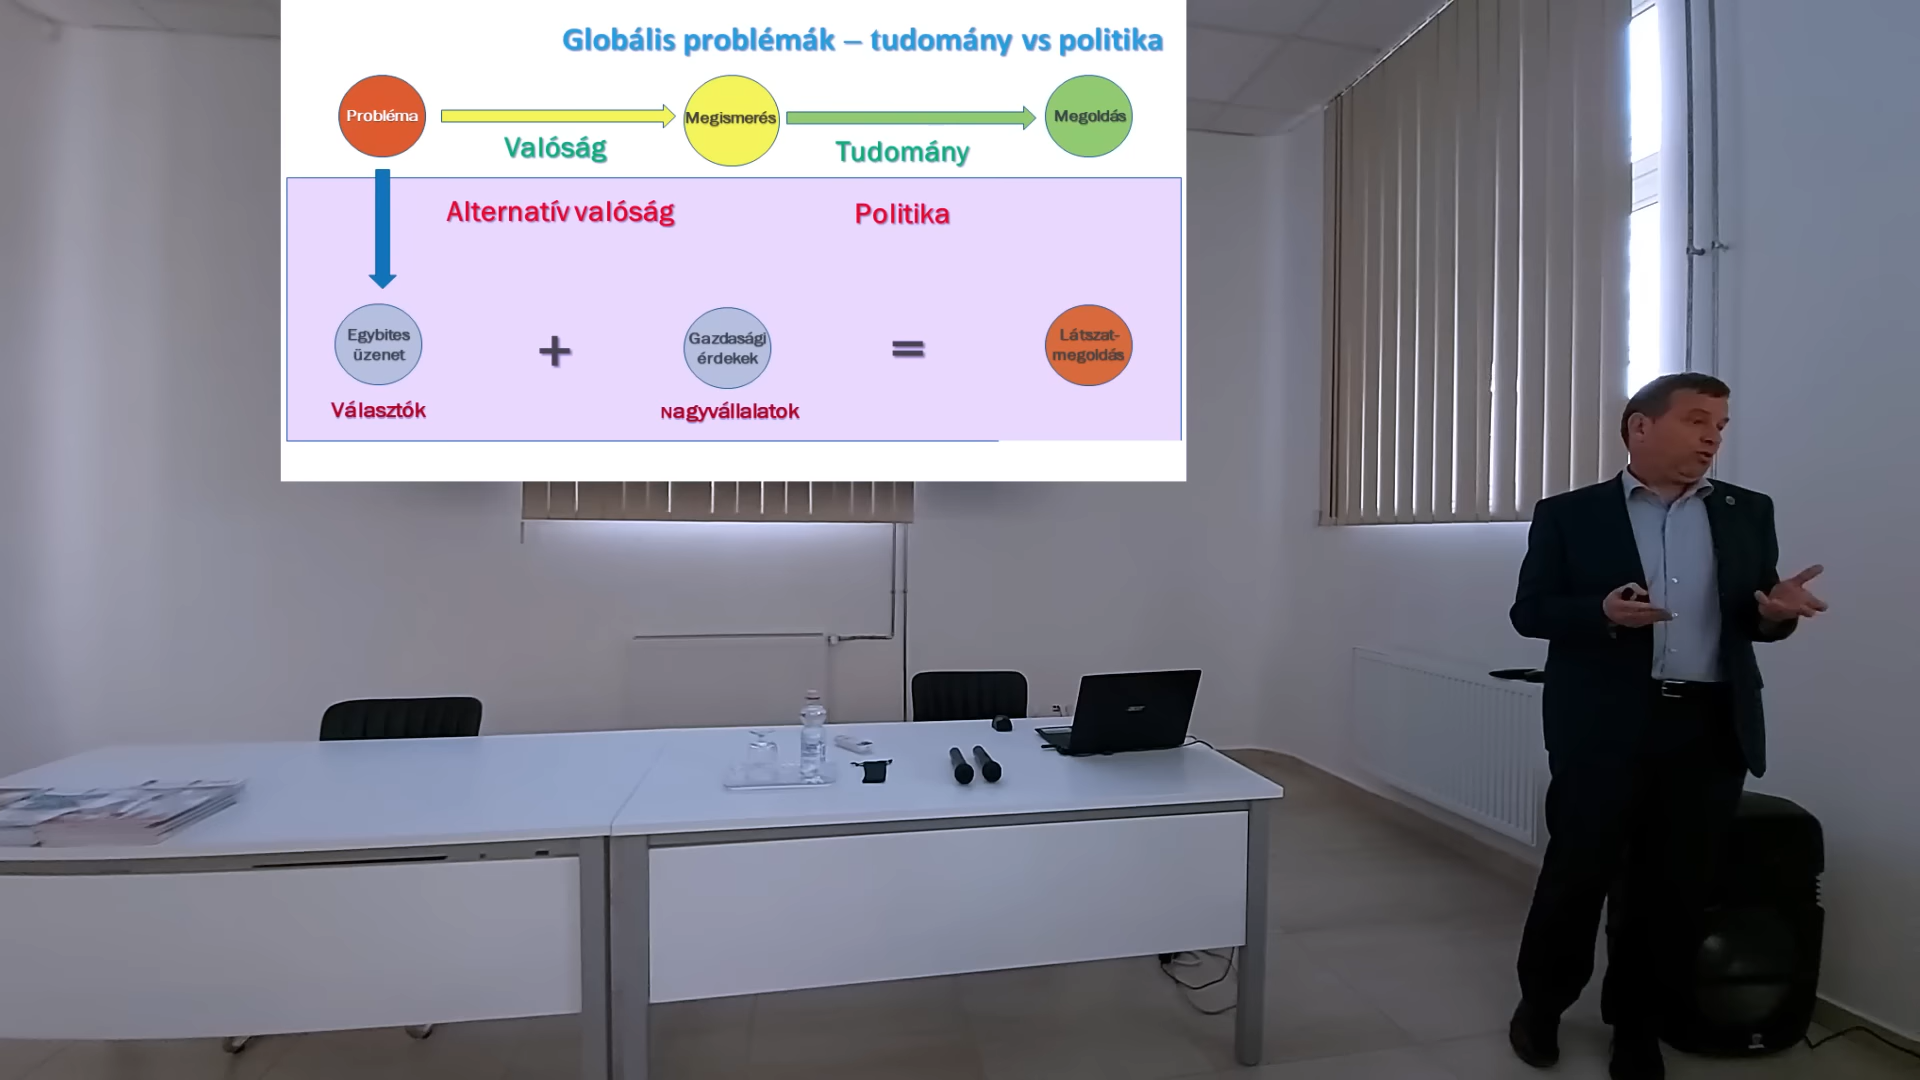 Globális problémák – tudomány vs politika
Probléma
Megismerés
Megoldás
Valóság
Tudomány
Alternatív valóság
Politika
Egybites
üzenet
+
Gazdasági
érdekek
=
Látszat-
megoldás
Választók
Nagyvállalatok
acer